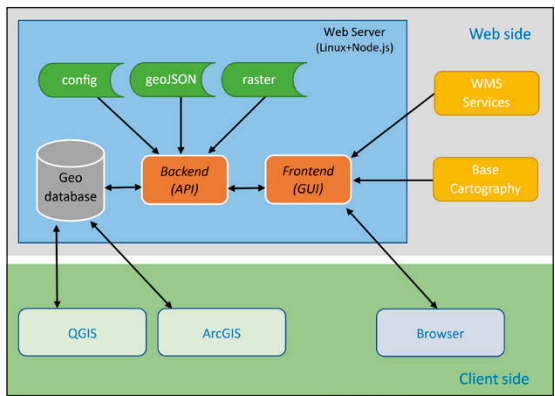 Web Server
(Linux+Node.js)
Web side
config
geoJSON
raster
WMS
Services
Geo
database
Backend
(API)
Frontend
(GUI)
Base
Cartography
QGIS
ArcGIS
Browser
Client side